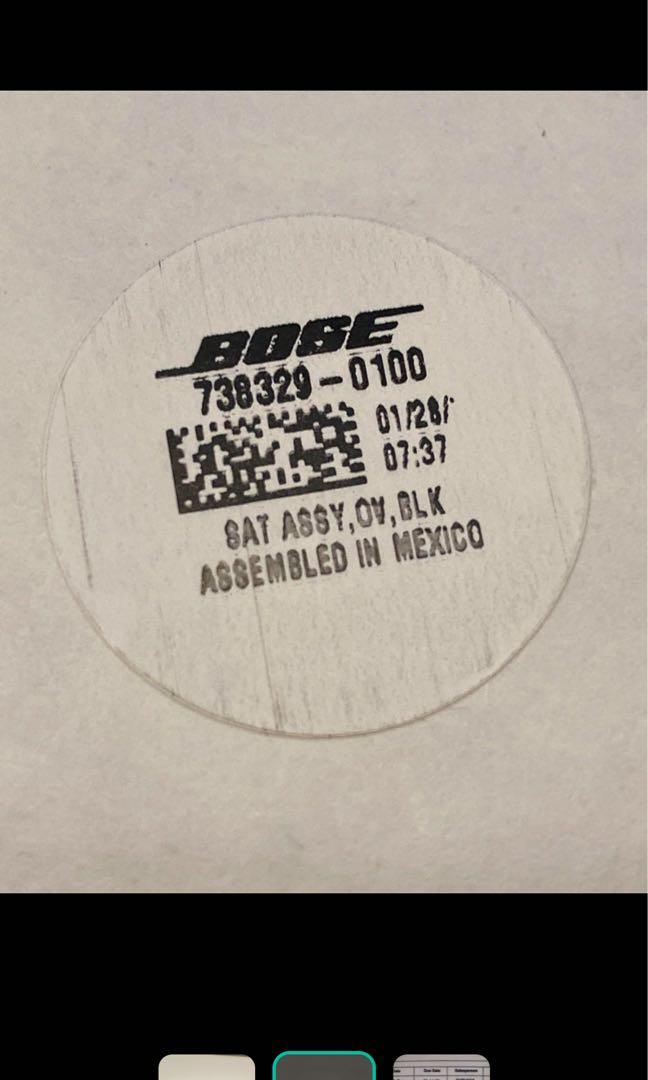 BOSE
738329-0100
01/28/
07:37
SAT ASSY,OV,BLK
ASSEMBLED IN MEXICO